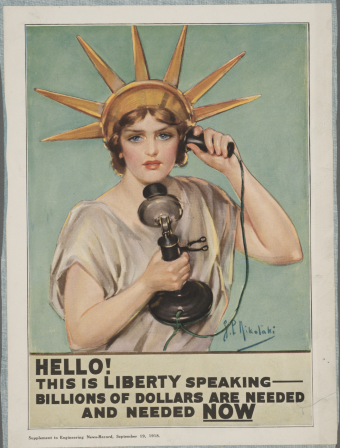 Z.P. Nikolaki
HELLO!
THIS IS LIBERTY SPEAKING—
BILLIONS OF DOLLARS ARE NEEDED
AND NEEDED NOW
Supplement to Engineering News-Record, September 19, 1918.